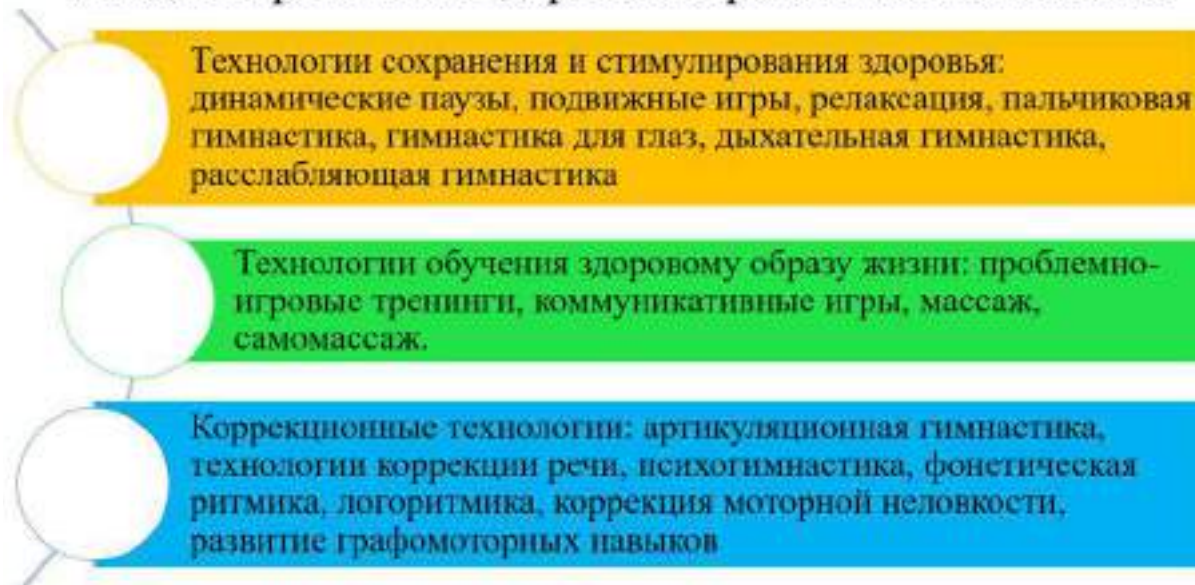 Технологии сохранения и стимулирования здоровья:
динамические паузы, подвижные игры, релаксация, пальчиковая
гимнастика, гимнастика для глаз, дыхательная гимнастика,
расслабляющая гимнастика
Технологии обучения здоровому образу жизни: проблемно-
игровые тренинги, коммуникативные игры, массаж,
самомассаж.
Коррекционные технологии: артикуляционная гимнастика,
технологии коррекции речи, психогимнастика, фонетическая
ритмика, логоритмика, коррекция моторной неловкости,
развитие графомоторных навыков